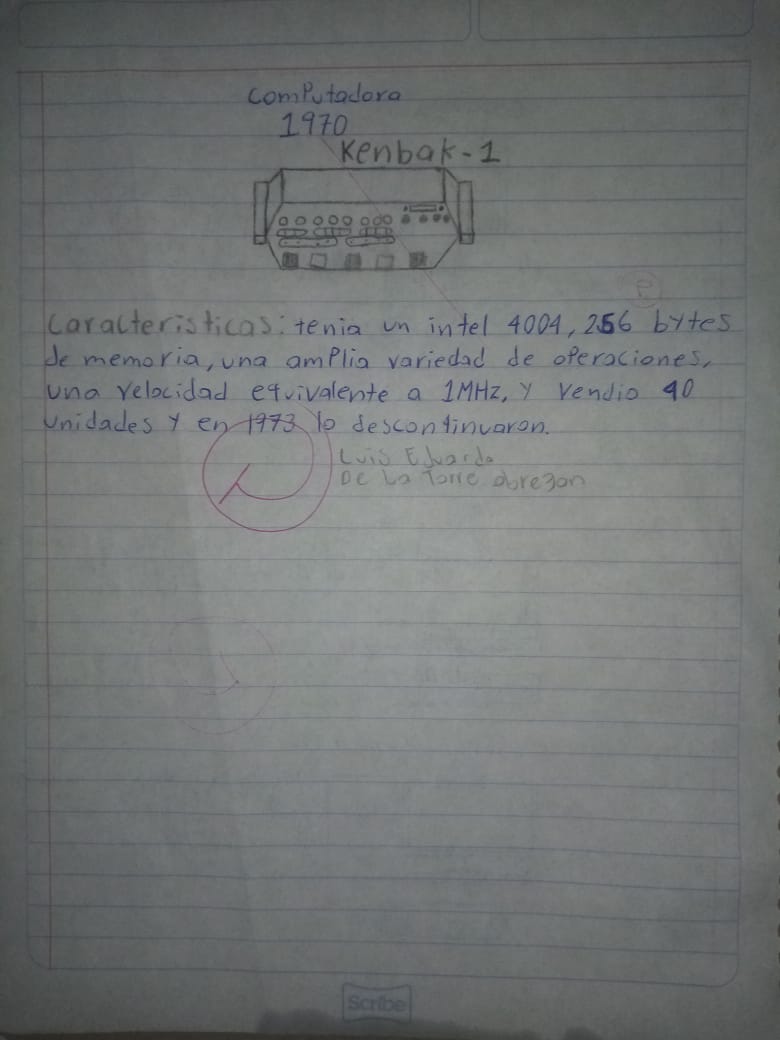 Computadora
1970
Kenbak-1
Caracteristicas: tenia un intel 4004, 256 bytes
de memoria, una amplia variedad de operaciones,
una velocidad equivalente a 1MHz, y vendio 40
unidades y en 1973 lo descontinuaron.
Luis Eduardo
De La Torre obregon
Scribe